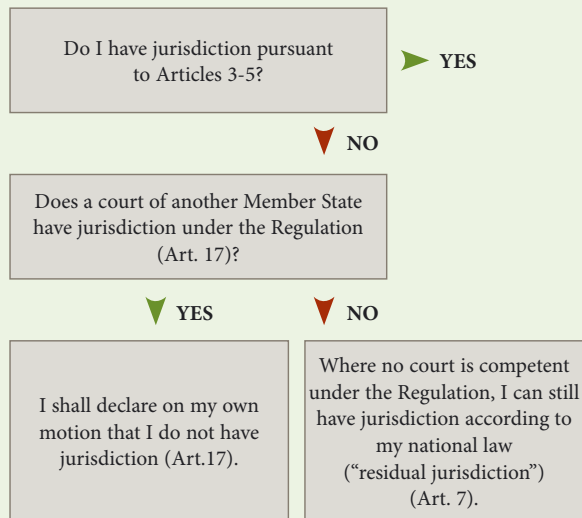 Do I have jurisdiction pursuant
to Articles 3-5?
YES
NO
Does a court of another Member State
have jurisdiction under the Regulation
(Art. 17)?
YES
NO
I shall declare on my own
motion that I do not have
jurisdiction (Art.17).
Where no court is competent
under the Regulation, I can still
have jurisdiction according to
my national law
(“residual jurisdiction”)
(Art. 7).